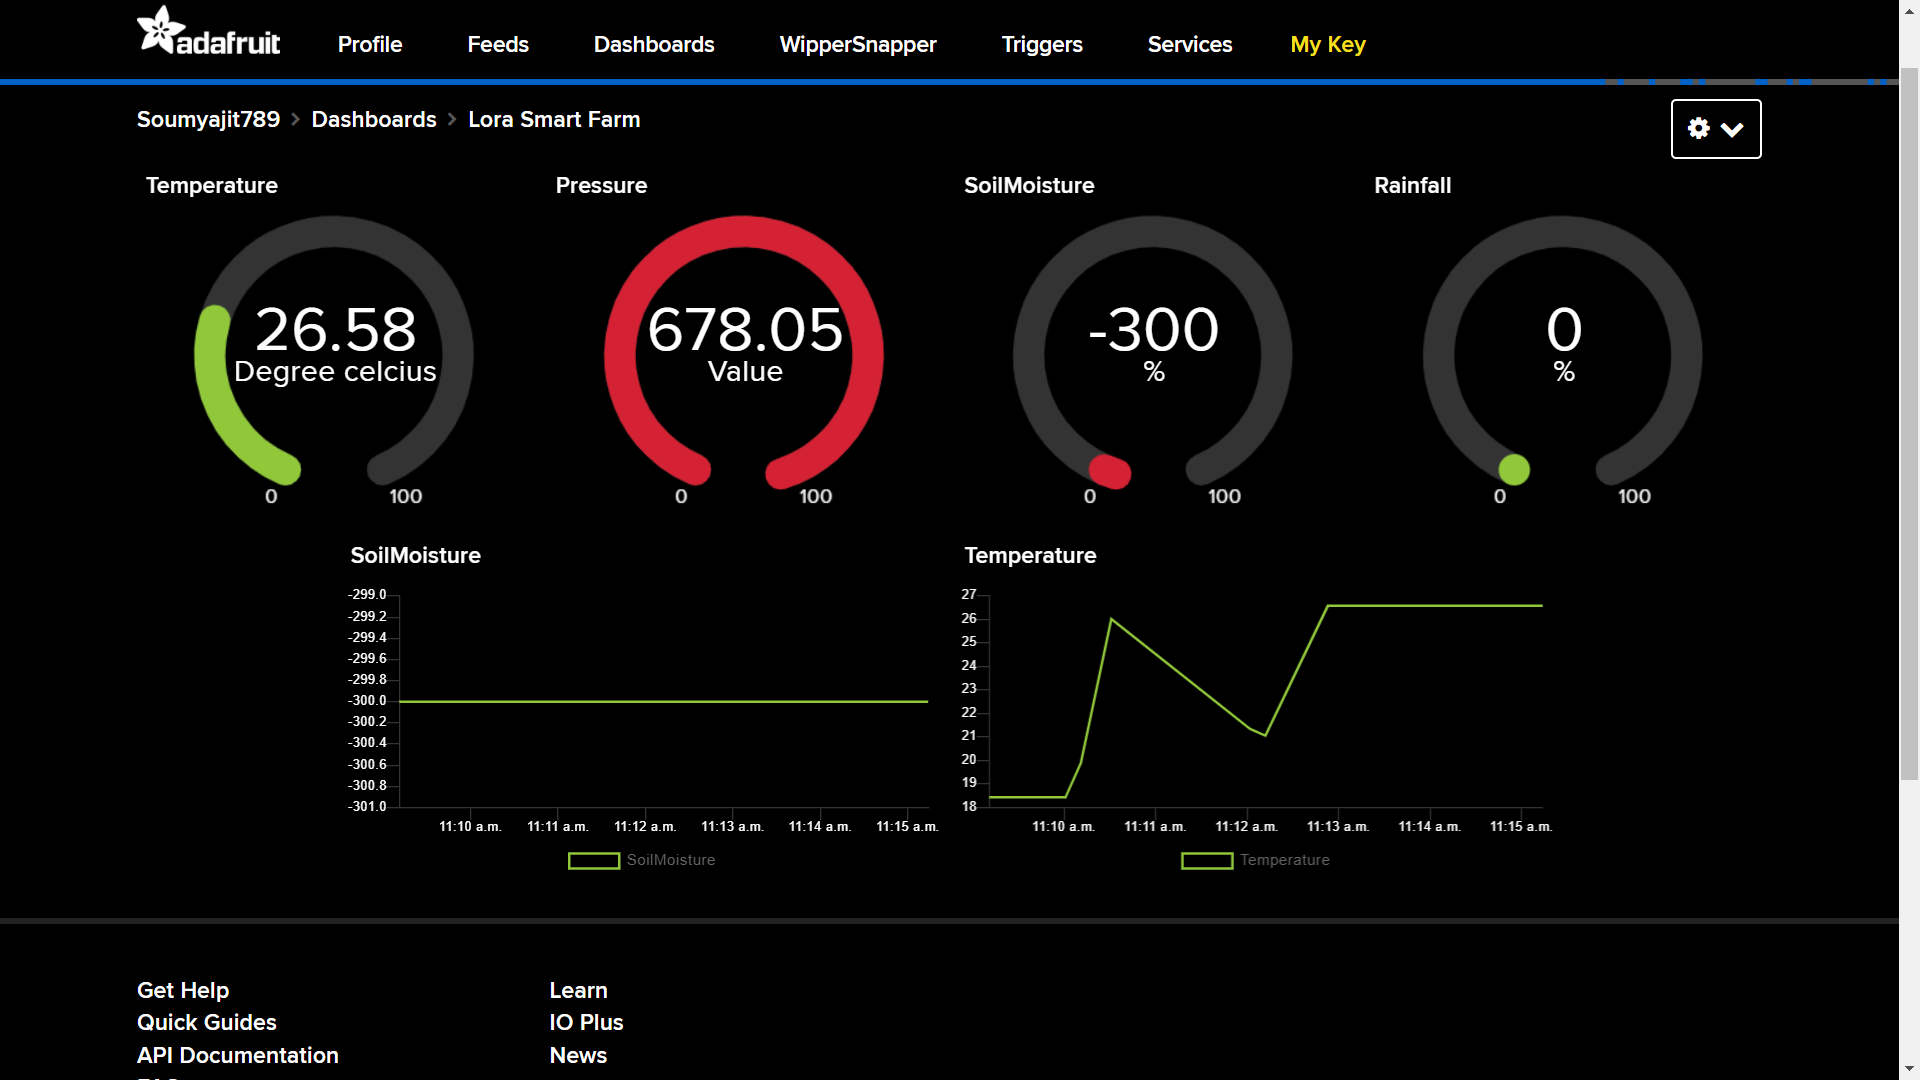 adafruit Profile Feeds Dashboards WipperSnapper Triggers Services My Key
Soumyajit789 > Dashboards > Lora Smart Farm
Temperature Pressure SoilMoisture Rainfall
26.58 678.05 -300 0
Degree celcius Value % %
0 100 0 100 0 100 0 100
SoilMoisture
-299.0
-299.2
-299.4
-299.6
-299.8
-300.0
-300.2
-300.4
-300.6
-300.8
-301.0
11:10 a.m. 11:11 a.m. 11:12 a.m. 11:13 a.m. 11:14 a.m. 11:15 a.m.
SoilMoisture
Temperature
27
26
25
24
23
22
21
20
19
18
11:10 a.m. 11:11 a.m. 11:12 a.m. 11:13 a.m. 11:14 a.m. 11:15 a.m.
Temperature
Get Help
Quick Guides
API Documentation
Learn
IO Plus
News